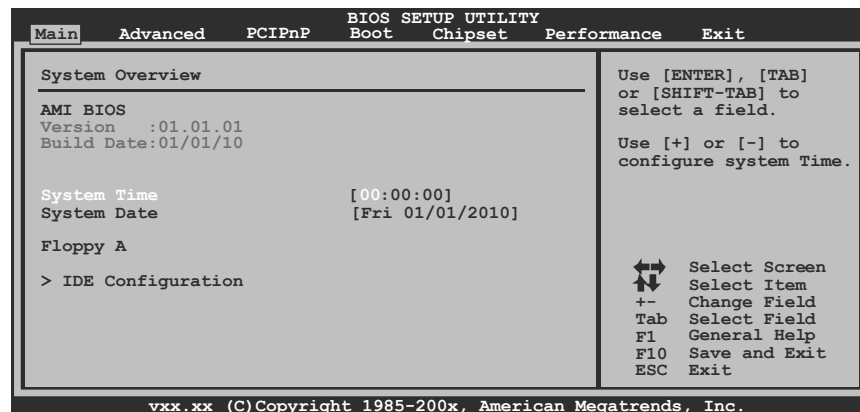 BIOS SETUP UTILITY
Main Advanced PCIPnP Boot Chipset Performance Exit
System Overview
AMI BIOS
Version :01.01.01
Build Date:01/01/10
System Time [00:00:00]
System Date [Fri 01/01/2010]
Floppy A
> IDE Configuration
Use [ENTER], [TAB]
or [SHIFT-TAB] to
select a field.
Use [+] or [-] to
configure system Time.
Select Screen
Select Item
+- Change Field
Tab Select Field
F1 General Help
F10 Save and Exit
ESC Exit
vxx.xx (C)Copyright 1985-200x, American Megatrends, Inc.